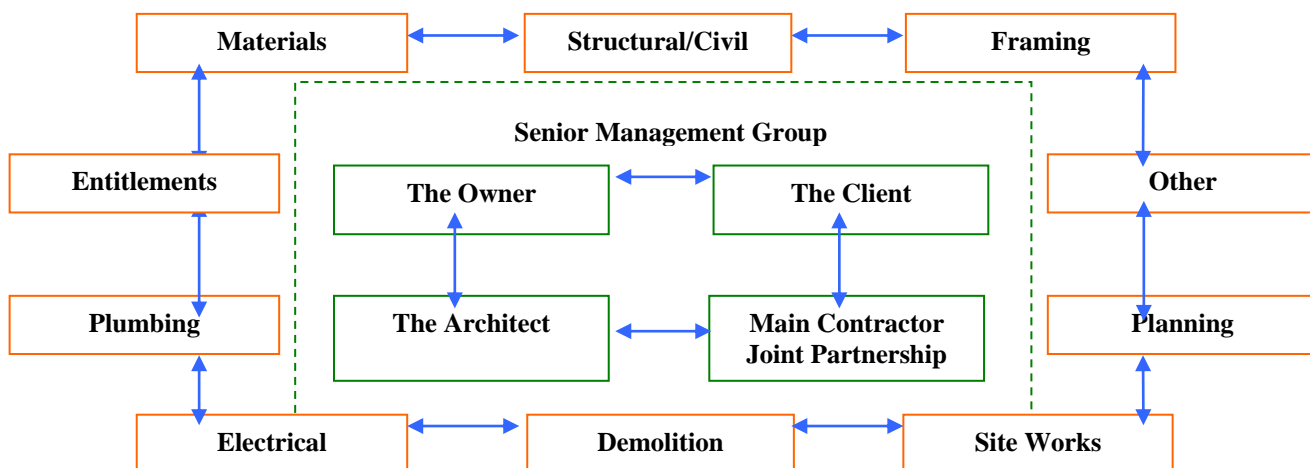 Materials
Structural/Civil
Framing
Senior Management Group
Entitlements
The Owner
The Client
Other
Plumbing
The Architect
Main Contractor
Joint Partnership
Planning
Electrical
Demolition
Site Works